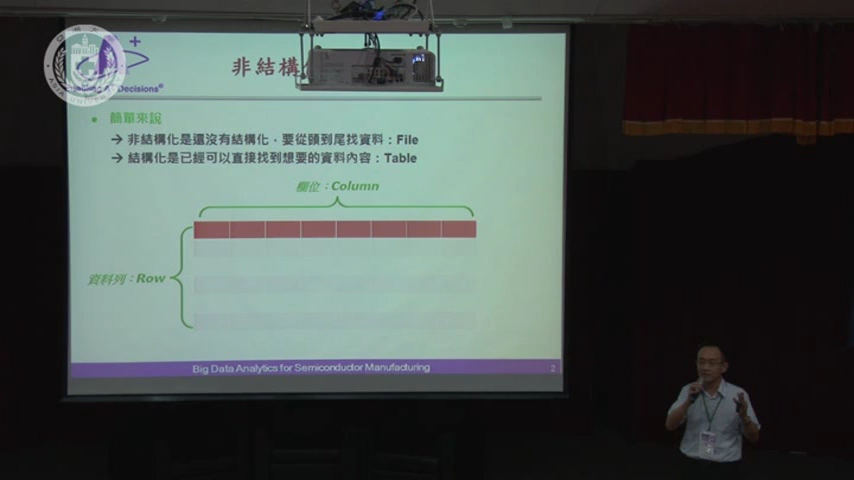 非結構
Decisions®
簡單來說
→ 非結構化是還沒有結構化，要從頭到尾找資料：File
→ 結構化是已經可以直接找到想要的資料內容：Table
欄位：Column
資料列：Row
Big Data Analytics for Semiconductor Manufacturing
2